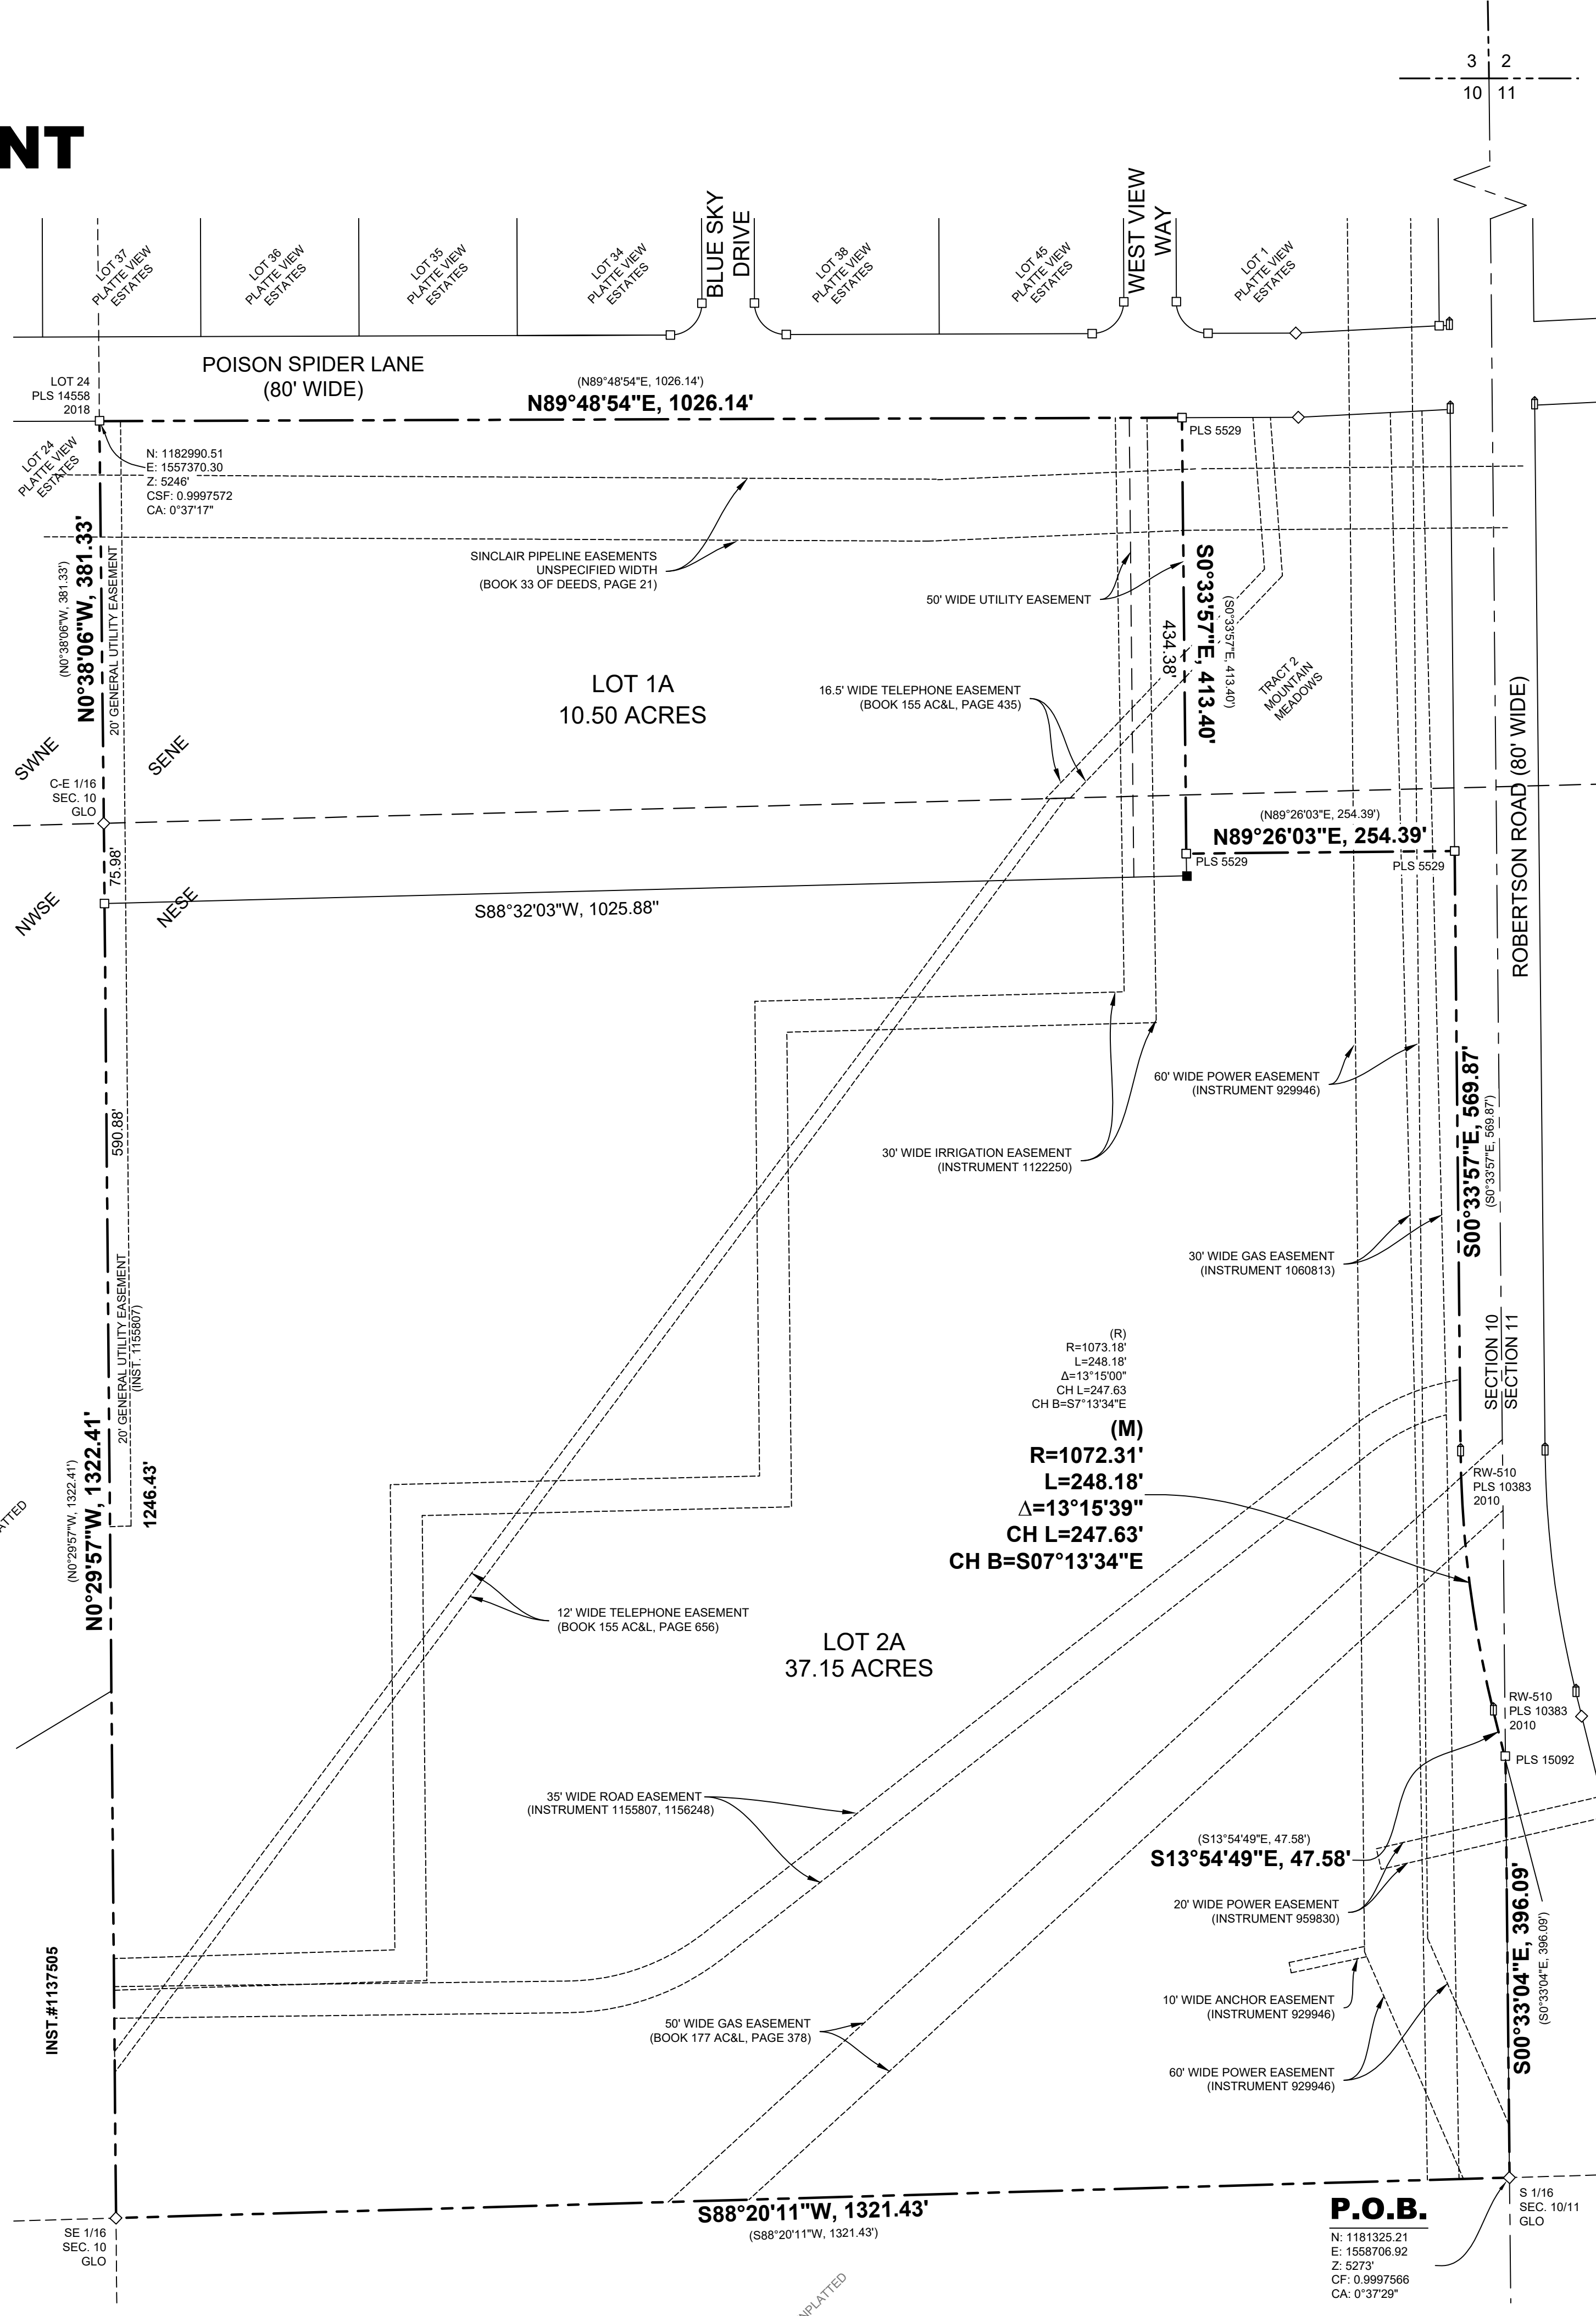 3 2
10 11
NT
LOT 37
PLATTE VIEW
ESTATES
LOT 36
PLATTE VIEW
ESTATES
LOT 35
PLATTE VIEW
ESTATES
LOT 34
PLATTE VIEW
ESTATES
BLUE SKY
DRIVE
LOT 38
PLATTE VIEW
ESTATES
LOT 45
PLATTE VIEW
ESTATES
WEST VIEW
WAY
LOT 1
PLATTE VIEW
ESTATES
POISON SPIDER LANE
(80' WIDE)
LOT 24
PLS 14558
2018
(N89°48'54"E, 1026.14')
N89°48'54"E, 1026.14'
PLS 5529
LOT 24
PLATTE VIEW
ESTATES
N: 1182990.51
E: 1557370.30
Z: 5246'
CSF: 0.9997572
CA: 0°37'17"
(N0°38'06"W, 381.33')
N0°38'06"W, 381.33'
20' GENERAL UTILITY EASEMENT
SINCLAIR PIPELINE EASEMENTS
UNSPECIFIED WIDTH
(BOOK 33 OF DEEDS, PAGE 21)
50' WIDE UTILITY EASEMENT
434.38'
S0°33'57"E, 413.40'
(S0°33'57"E, 413.40')
LOT 1A
10.50 ACRES
16.5' WIDE TELEPHONE EASEMENT
(BOOK 155 AC&L, PAGE 435)
TRACT 2
MOUNTAIN
MEADOWS
ROBERTSON ROAD (80' WIDE)
SWNE
SENE
C-E 1/16
SEC. 10
GLO
(N89°26'03"E, 254.39')
N89°26'03"E, 254.39'
PLS 5529
PLS 5529
75.98'
NWSE
NESE
S88°32'03"W, 1025.88"
60' WIDE POWER EASEMENT
(INSTRUMENT 929946)
590.88'
30' WIDE IRRIGATION EASEMENT
(INSTRUMENT 1122250)
S00°33'57"E, 569.87'
(S0°33'57"E, 569.87')
30' WIDE GAS EASEMENT
(INSTRUMENT 1060813)
20' GENERAL UTILITY EASEMENT
(INST. 1155807)
SECTION 10
SECTION 11
(R)
R=1073.18'
L=248.18'
Δ=13°15'00"
CH L=247.63
CH B=S7°13'34"E
(M)
R=1072.31'
L=248.18'
Δ=13°15'39"
CH L=247.63'
CH B=S07°13'34"E
(N0°29'57"W, 1322.41')
N0°29'57"W, 1322.41'
1246.43'
ATTED
RW-510
PLS 10383
2010
12' WIDE TELEPHONE EASEMENT
(BOOK 155 AC&L, PAGE 656)
LOT 2A
37.15 ACRES
RW-510
PLS 10383
2010
PLS 15092
35' WIDE ROAD EASEMENT
(INSTRUMENT 1155807, 1156248)
(S13°54'49"E, 47.58')
S13°54'49"E, 47.58'
20' WIDE POWER EASEMENT
(INSTRUMENT 959830)
S00°33'04"E, 396.09'
(S0°33'04"E, 396.09')
INST.#1137505
10' WIDE ANCHOR EASEMENT
(INSTRUMENT 929946)
50' WIDE GAS EASEMENT
(BOOK 177 AC&L, PAGE 378)
60' WIDE POWER EASEMENT
(INSTRUMENT 929946)
S88°20'11"W, 1321.43'
(S88°20'11"W, 1321.43')
SE 1/16
SEC. 10
GLO
P.O.B.
N: 1181325.21
E: 1558706.92
Z: 5273'
CF: 0.9997566
CA: 0°37'29"
S 1/16
SEC. 10/11
GLO
NPLATTED